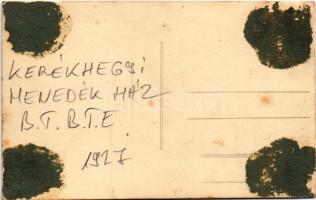 KERÉKHEGYI
MENEDÉK HÁZ
B.T.B.T.E
1927